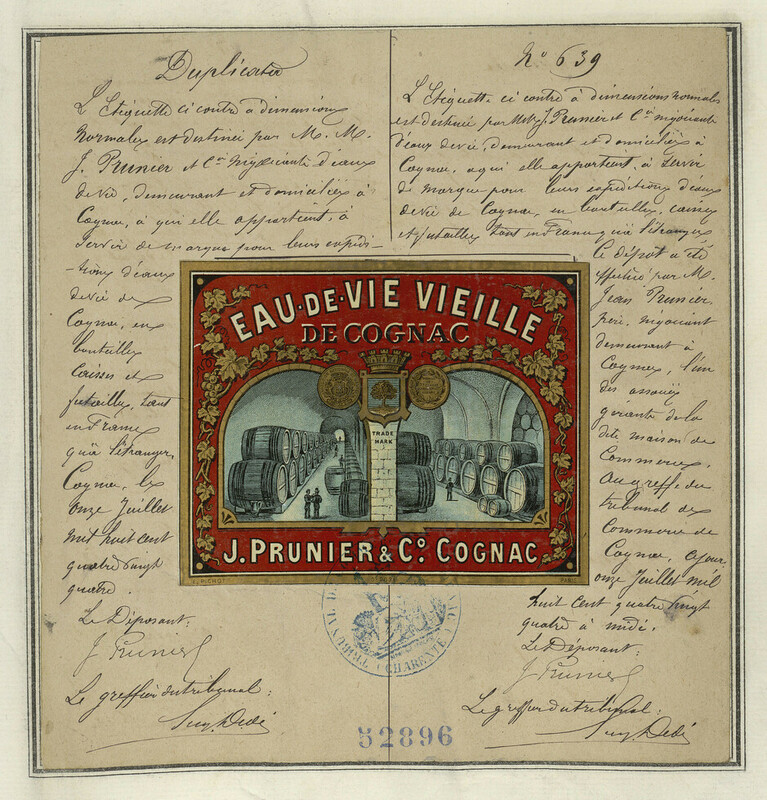 Duplicata
L'Etiquette ci contre à dimensions
normales est destinée par M. M.
J. Prunier et Cie négociants d'eaux
de vie, demeurant et domiciliés à
Cognac, à qui elle appartient, à
servir de marque pour leurs expédi-
-tions d'eaux
de vie de
Cognac, en
bouteilles
caisses et
futailles, tant
en France
qu'à l'étranger.
Cognac, le
onze Juillet
mil huit cent
quatre vingt
quatre.
Le Déposant:
J. Prunier
Le greffier du tribunal:
No 639
L'Etiquette ci contre à dimensions normales
est destinée par MM. J. Prunier et Cie négociants
d'eaux de vie, demeurant et domiciliés à
Cognac, à qui elle appartient, à servir
de marque pour leurs expéditions d'eaux
de vie de Cognac, en bouteilles, caisses
et futailles tant en France qu'à l'étranger
Le dépôt a été
effectué par M.
Jean Prunier
négociant
demeurant à
Cognac, l'un
des associés
gérants de la
dite maison de
Commerce,
au greffe du
tribunal de
Commerce de
Cognac, ce jour
onze Juillet mil
huit cent quatre vingt
quatre à midi.
Le Déposant:
J. Prunier
Le greffier du tribunal:
EAU-DE-VIE VIEILLE
DE COGNAC
TRADE
MARK
J. PRUNIER & Co. COGNAC
PARIS
TRIBUNAL DE
CHARENTE
52896